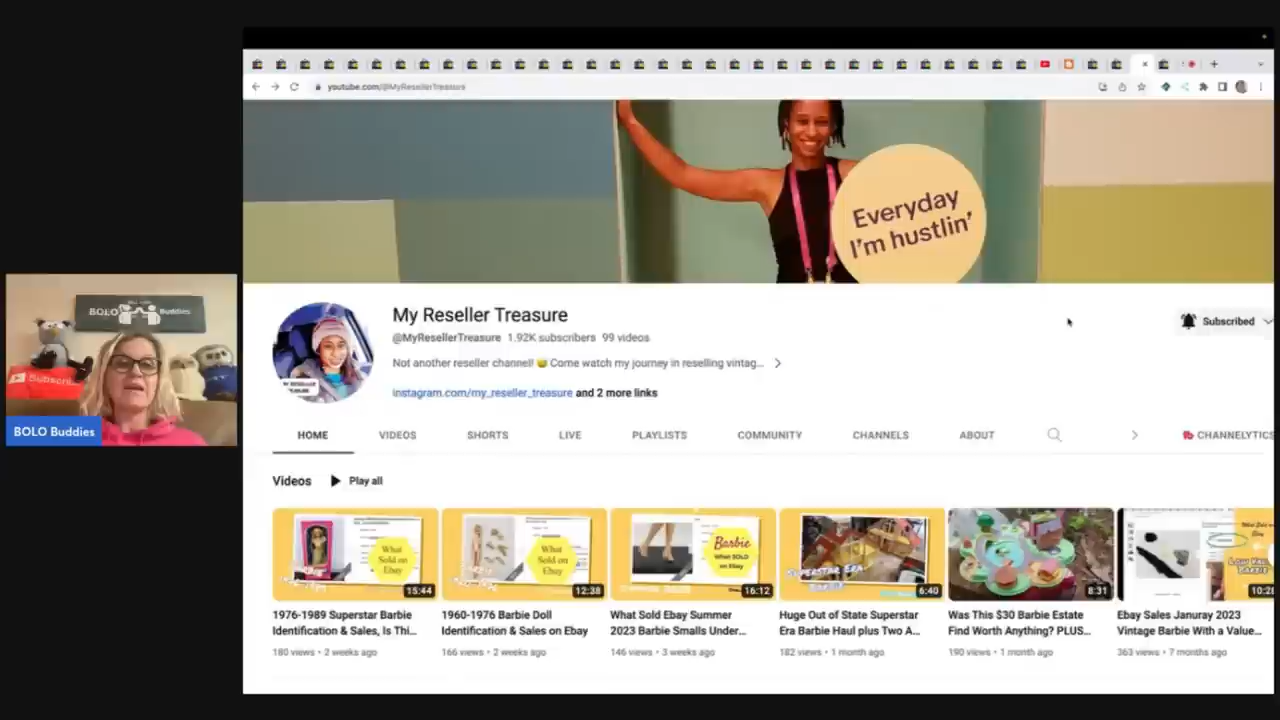 youtube.com/@MyResellerTreasure
Everyday
I'm hustlin'
My Reseller Treasure
@MyResellerTreasure 1.92K subscribers 99 videos
Subscribed
Not another reseller channel! 😅 Come watch my journey in reselling vintag...
instagram.com/my_reseller_treasure and 2 more links
HOME VIDEOS SHORTS LIVE PLAYLISTS COMMUNITY CHANNELS ABOUT CHANNELYTICS
Videos Play all
What
Sold on
Ebay
15:44
What
Sold on
Ebay
12:38
Barbie
What SOLD
on Ebay
16:12
SUPERSTAR ERA
6:40
8:31
10:28
1976-1989 Superstar Barbie
Identification & Sales, Is Thi...
180 views • 2 weeks ago
1960-1976 Barbie Doll
Identification & Sales on Ebay
166 views • 2 weeks ago
What Sold Ebay Summer
2023 Barbie Smalls Under...
146 views • 3 weeks ago
Huge Out of State Superstar
Era Barbie Haul plus Two A...
182 views • 1 month ago
Was This $30 Barbie Estate
Find Worth Anything? PLUS...
190 views • 1 month ago
Ebay Sales Januray 2023
Vintage Barbie With a Value...
363 views • 7 months ago
BOLO Buddies
Subscri
BOLO Buddies